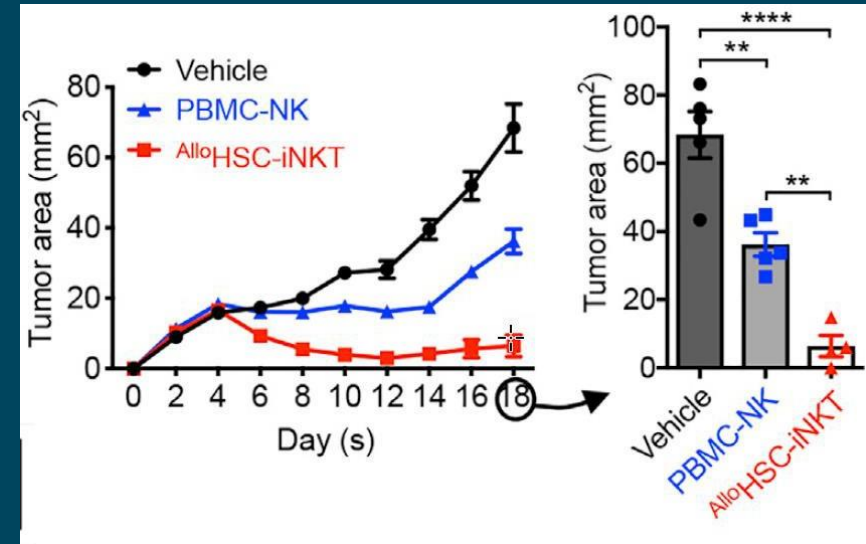 Vehicle
PBMC-NK
AlloHSC-iNKT
Tumor area (mm²)
80
60
40
20
0
0 2 4 6 8 10 12 14 16 18
Day (s)
****
**
**
Tumor area (mm²)
100
80
60
40
20
0
Vehicle
PBMC-NK
AlloHSC-iNKT